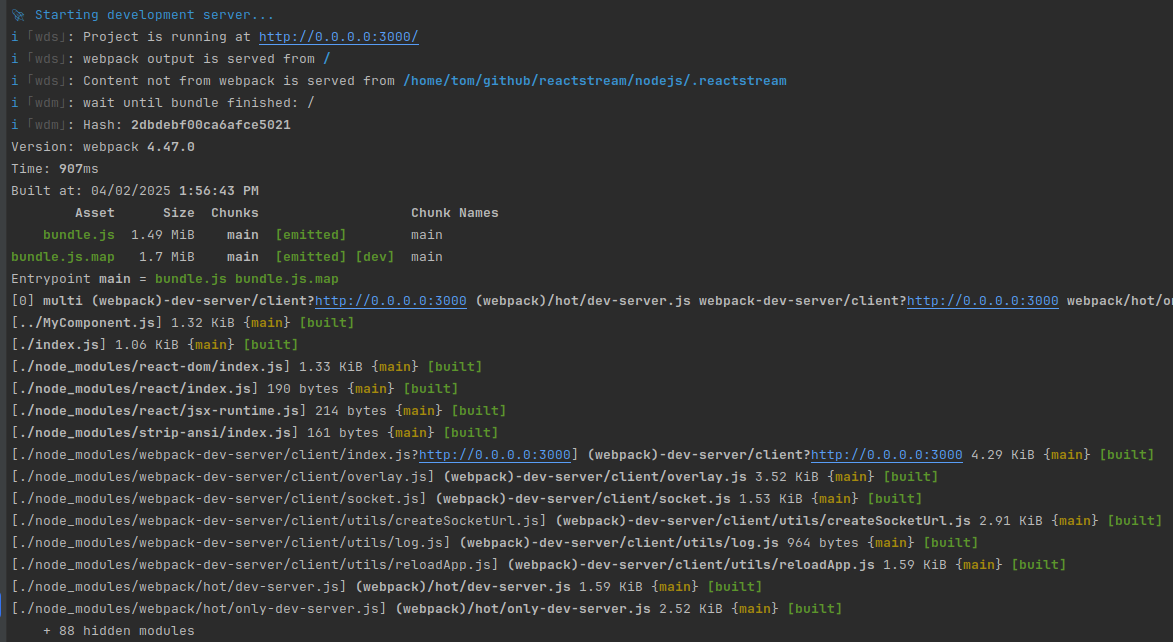 Starting development server...
i ｢wds｣: Project is running at http://0.0.0.0:3000/
i ｢wds｣: webpack output is served from /
i ｢wds｣: Content not from webpack is served from /home/tom/github/reactstream/nodejs/.reactstream
i ｢wdm｣: wait until bundle finished: /
i ｢wdm｣: Hash: 2dbdebf00ca6afce5021
Version: webpack 4.47.0
Time: 907ms
Built at: 04/02/2025 1:56:43 PM
Asset Size Chunks Chunk Names
bundle.js 1.49 MiB main [emitted] main
bundle.js.map 1.7 MiB main [emitted] [dev] main
Entrypoint main = bundle.js bundle.js.map
[0] multi (webpack)-dev-server/client?http://0.0.0.0:3000 (webpack)/hot/dev-server.js webpack-dev-server/client?http://0.0.0.0:3000 webpack/hot/
[../MyComponent.js] 1.32 KiB {main} [built]
[./index.js] 1.06 KiB {main} [built]
[./node_modules/react-dom/index.js] 1.33 KiB {main} [built]
[./node_modules/react/index.js] 190 bytes {main} [built]
[./node_modules/react/jsx-runtime.js] 214 bytes {main} [built]
[./node_modules/strip-ansi/index.js] 161 bytes {main} [built]
[./node_modules/webpack-dev-server/client/index.js?http://0.0.0.0:3000] (webpack)-dev-server/client?http://0.0.0.0:3000 4.29 KiB {main} [built]
[./node_modules/webpack-dev-server/client/overlay.js] (webpack)-dev-server/client/overlay.js 3.52 KiB {main} [built]
[./node_modules/webpack-dev-server/client/socket.js] (webpack)-dev-server/client/socket.js 1.53 KiB {main} [built]
[./node_modules/webpack-dev-server/client/utils/createSocketUrl.js] (webpack)-dev-server/client/utils/createSocketUrl.js 2.91 KiB {main} [built]
[./node_modules/webpack-dev-server/client/utils/log.js] (webpack)-dev-server/client/utils/log.js 964 bytes {main} [built]
[./node_modules/webpack-dev-server/client/utils/reloadApp.js] (webpack)-dev-server/client/utils/reloadApp.js 1.59 KiB {main} [built]
[./node_modules/webpack/hot/dev-server.js] (webpack)/hot/dev-server.js 1.59 KiB {main} [built]
[./node_modules/webpack/hot/only-dev-server.js] (webpack)/hot/only-dev-server.js 2.52 KiB {main} [built]
+ 88 hidden modules